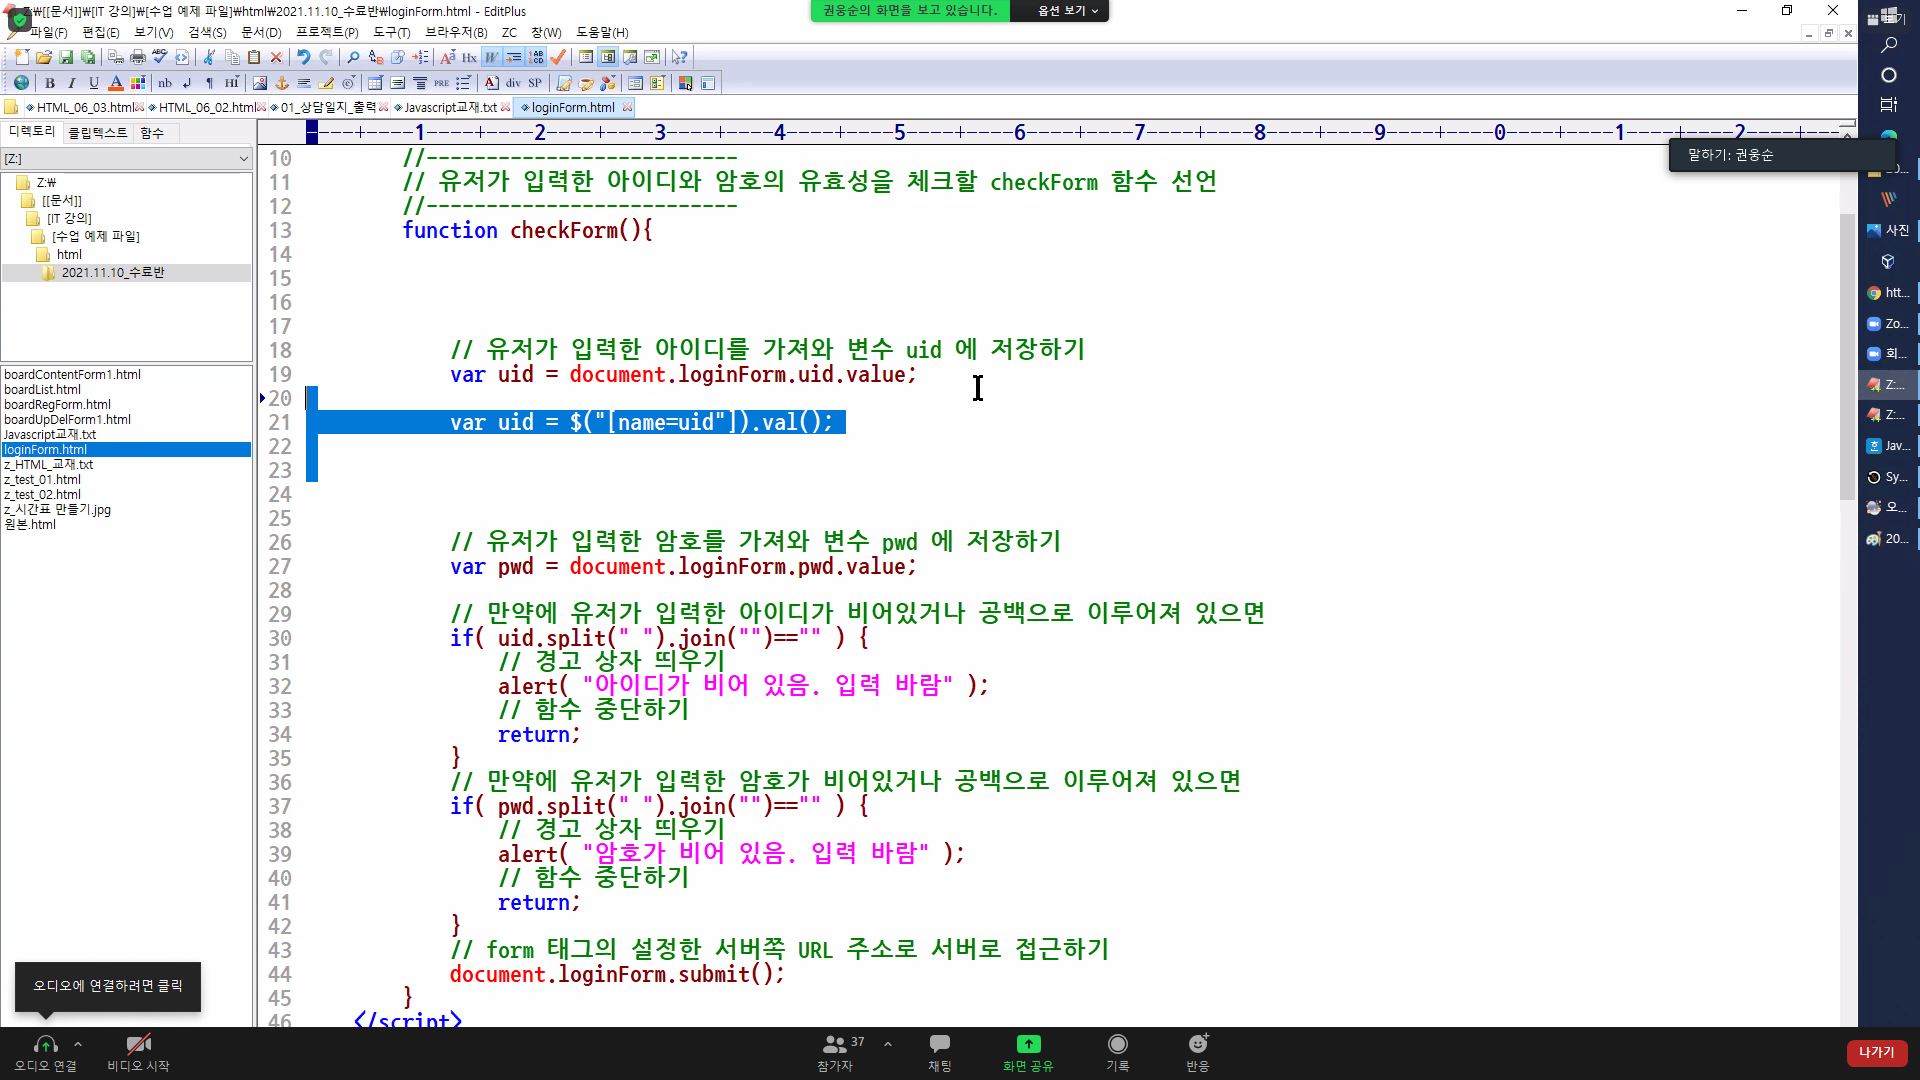 Z:\[[문서]]\[IT 강의]\[수업 예제 파일]\html\2021.11.10_수료반\loginForm.html - EditPlus
권웅순의 화면을 보고 있습니다.
옵션 보기
파일(F) 편집(E) 보기(V) 검색(S) 문서(D) 프로젝트(P) 도구(T) 브라우저(B) ZC 창(W) 도움말(H)
B I U A nb ¶ HI PRE A div SP
HTML_06_03.html HTML_06_02.html 01_상담일지_출력 Javascript교재.txt loginForm.html
디렉토리 클립텍스트 함수
[Z:]
Z:\
[[문서]]
[IT 강의]
[수업 예제 파일]
html
2021.11.10_수료반
boardContentForm1.html
boardList.html
boardRegForm.html
boardUpDelForm1.html
Javascript교재.txt
loginForm.html
z_HTML_교재.txt
z_test_01.html
z_test_02.html
z_시간표 만들기.jpg
원본.html
----+----1----+----2----+----3----+----4----+----5----+----6----+----7----+----8----+----9----+----0----+----1----+----2----+---
10 //--------------------------
11 // 유저가 입력한 아이디와 암호의 유효성을 체크할 checkForm 함수 선언
12 //--------------------------
13 function checkForm(){
14
15
16
17
18 // 유저가 입력한 아이디를 가져와 변수 uid 에 저장하기
19 var uid = document.loginForm.uid.value;
20
21 var uid = $("[name=uid"]).val();
22
23
24
25
26 // 유저가 입력한 암호를 가져와 변수 pwd 에 저장하기
27 var pwd = document.loginForm.pwd.value;
28
29 // 만약에 유저가 입력한 아이디가 비어있거나 공백으로 이루어져 있으면
30 if( uid.split(" ").join("")=="" ) {
31 // 경고 상자 띄우기
32 alert( "아이디가 비어 있음. 입력 바람" );
33 // 함수 중단하기
34 return;
35 }
36 // 만약에 유저가 입력한 암호가 비어있거나 공백으로 이루어져 있으면
37 if( pwd.split(" ").join("")=="" ) {
38 // 경고 상자 띄우기
39 alert( "암호가 비어 있음. 입력 바람" );
40 // 함수 중단하기
41 return;
42 }
43 // form 태그의 설정한 서버쪽 URL 주소로 서버로 접근하기
44 document.loginForm.submit();
45 }
46 </script>
말하기: 권웅순
사진
htt...
Zo...
회...
Z:...
Z:...
Jav...
Sy...
오...
20...
오디오에 연결하려면 클릭
오디오 연결
비디오 시작
37
참가자
채팅
화면 공유
기록
반응
나가기